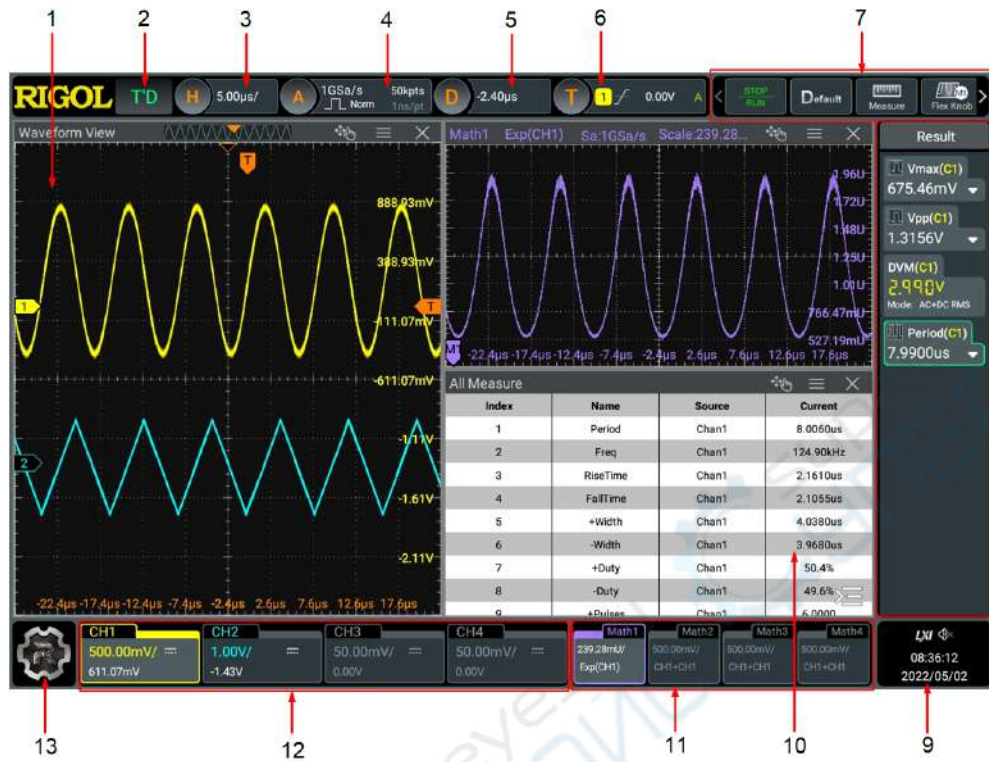 1 2 3 4 5 6 7
RIGOL T'D H 5.00µs/ A 1GSa/s 50kpts D -2.40µs T 1 0.00V A < STOP Default Measure Flex Knob >
Norm 1ns/pt RUN
Waveform View
T
888.93mV
388.93mV
1 T
-111.07mV
-611.07mV
-1.11V
2
-1.61V
-2.11V
-22.4µs -17.4µs -12.4µs -7.4µs -2.4µs 2.6µs 7.6µs 12.6µs 17.6µs
Math1 Exp(CH1) Sa:1GSa/s Scale:239.28...
1.96U
1.72U
1.48U
1.25U
1.01U
766.47mU
527.19mU
M1 -22.4µs -17.4µs -12.4µs -7.4µs -2.4µs 2.6µs 7.6µs 12.6µs 17.6µs
All Measure
Index Name Source Current
1 Period Chan1 8.0060us
2 Freq Chan1 124.90kHz
3 RiseTime Chan1 2.1610us
4 FallTime Chan1 2.1055us
5 +Width Chan1 4.0380us
6 -Width Chan1 3.9680us
7 +Duty Chan1 50.4%
8 -Duty Chan1 49.6%
9 +Pulses Chan1 6.0000
Result
Vmax(C1)
675.46mV
Vpp(C1)
1.3156V
DVM(C1)
2.990V
Mode: AC+DC RMS
Period(C1)
7.9900us
CH1 CH2 CH3 CH4 Math1 Math2 Math3 Math4
500.00mV/ 1.00V/ 50.00mV/ 50.00mV/ 239.28mU/ 500.00mV/ 500.00mV/ 500.00mV/
611.07mV -1.43V 0.00V 0.00V Exp(CH1) CH1+CH1 CH1+CH1 CH1+CH1
LXI
08:36:12
2022/05/02
13 12 11 10 9